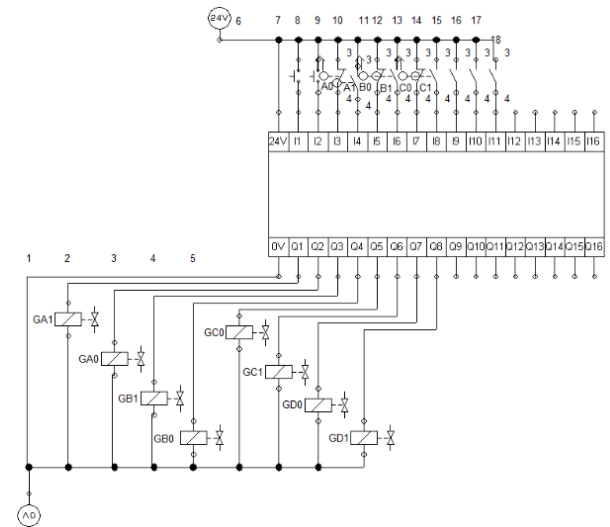 24V 6 7 8 9 10 11 12 13 14 15 16 17 18
3 3 3 3 3 3 3 3
A0 A1 B0 B1 C0 C1
4 4 4 4 4 4 4 4
24V I1 I2 I3 I4 I5 I6 I7 I8 I9 I10 I11 I12 I13 I14 I15 I16
0V Q1 Q2 Q3 Q4 Q5 Q6 Q7 Q8 Q9 Q10 Q11 Q12 Q13 Q14 Q15 Q16
1 2 3 4 5
GA1
GC0
GA0
GC1
GB1
GD0
GB0
GD1